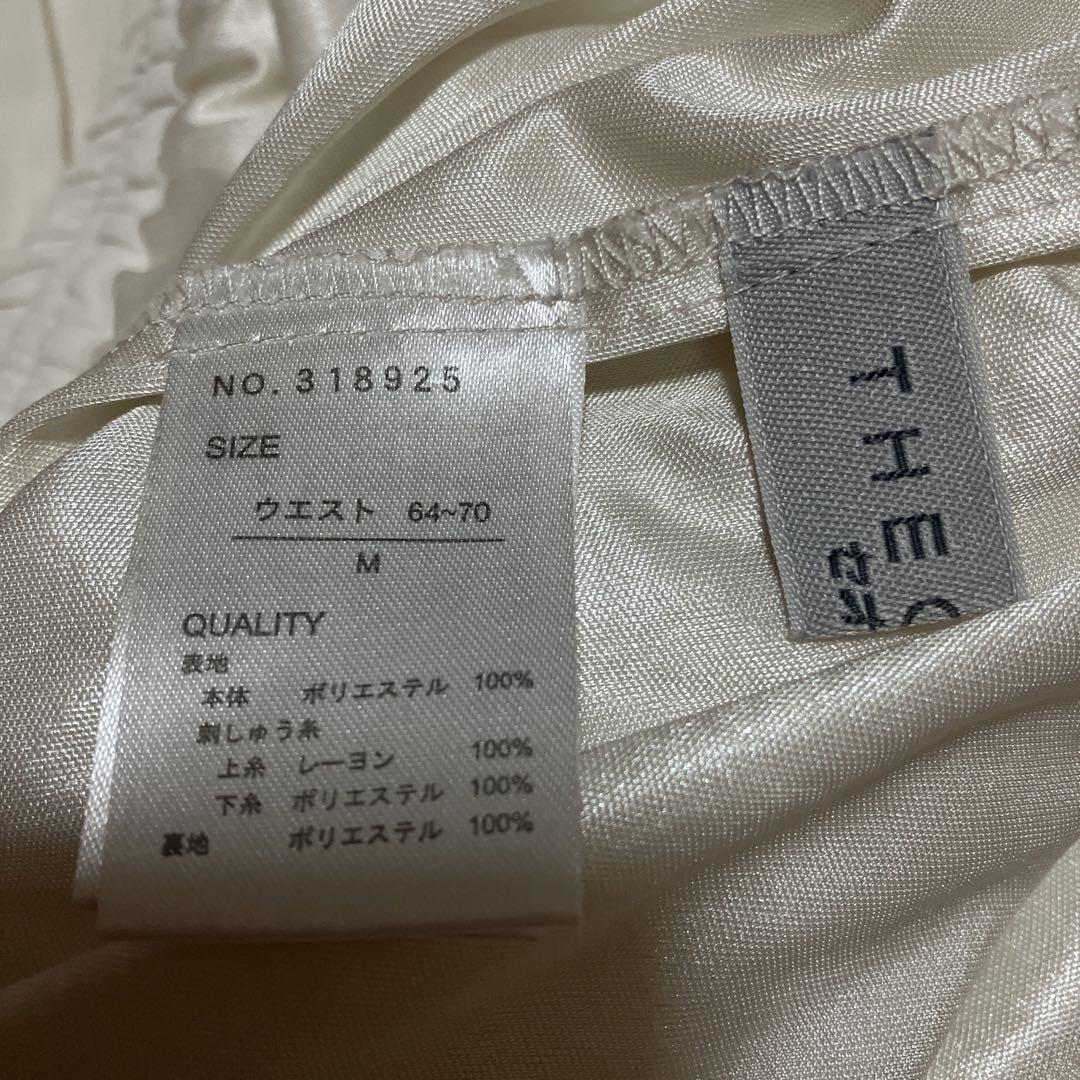 NO. 318925
SIZE
ウエスト 64~70
M
QUALITY
表地
本体 ポリエステル 100%
刺しゅう糸
上糸 レーヨン 100%
下糸 ポリエステル 100%
裏地 ポリエステル 100%
THE